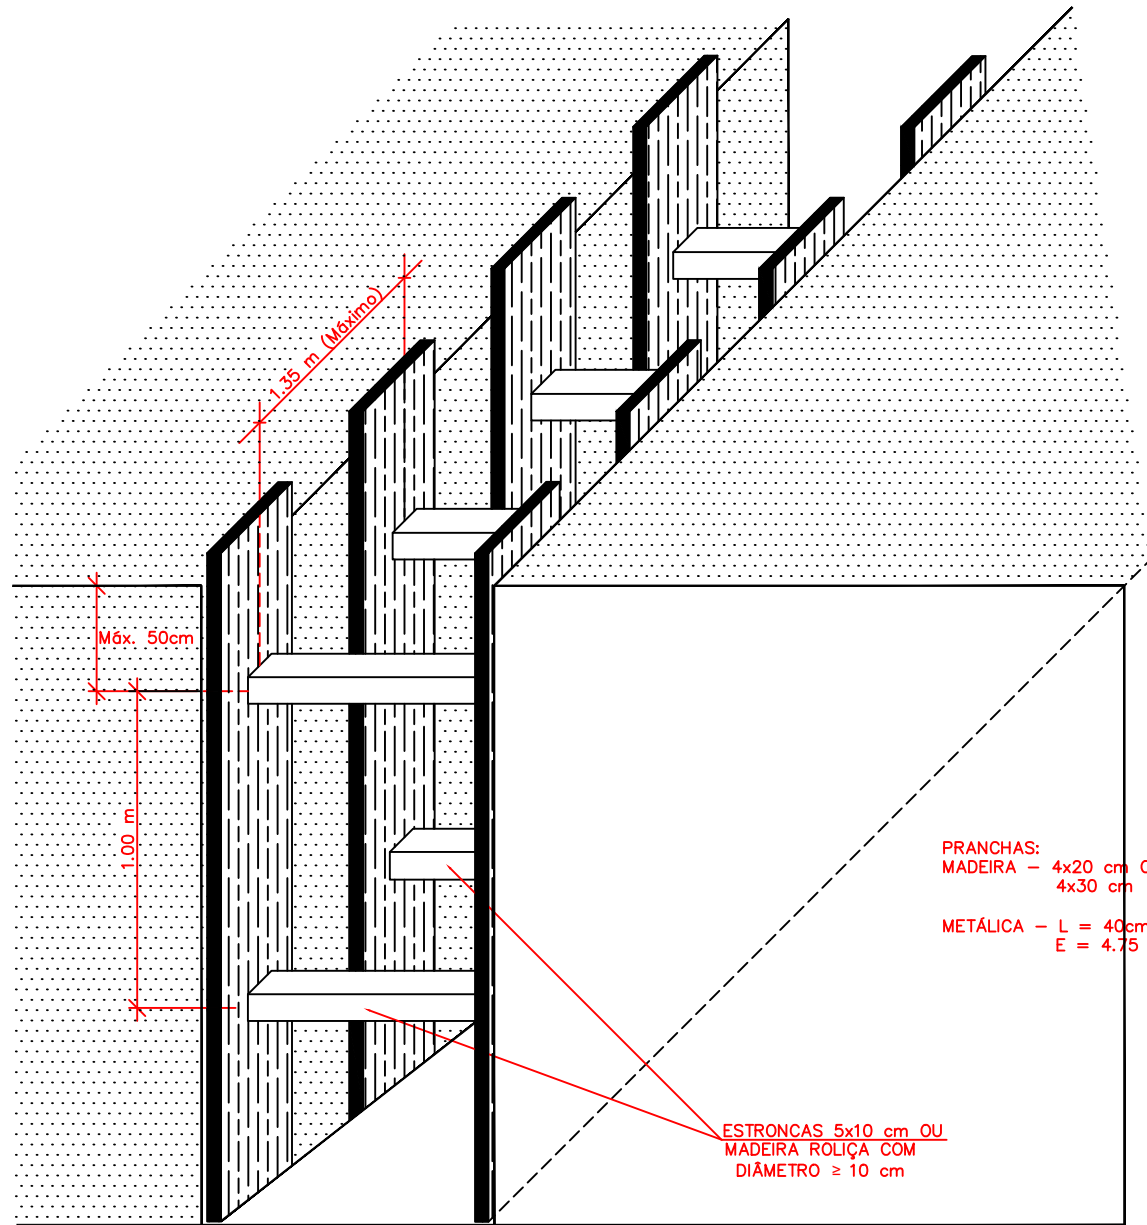 1.35 m (Máximo)
Máx. 50cm
1.00 m
PRANCHAS:
MADEIRA – 4x20 cm
4x30 cm
METÁLICA – L = 40cm
E = 4.75
ESTRONCAS 5x10 cm OU
MADEIRA ROLIÇA COM
DIÂMETRO ≥ 10 cm